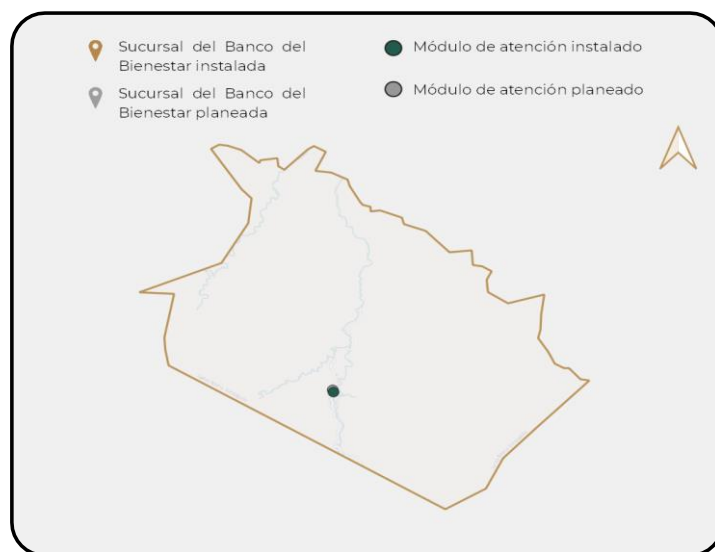 Sucursal del Banco del
Bienestar instalada
Sucursal del Banco del
Bienestar planeada
Módulo de atención instalado
Módulo de atención planeado